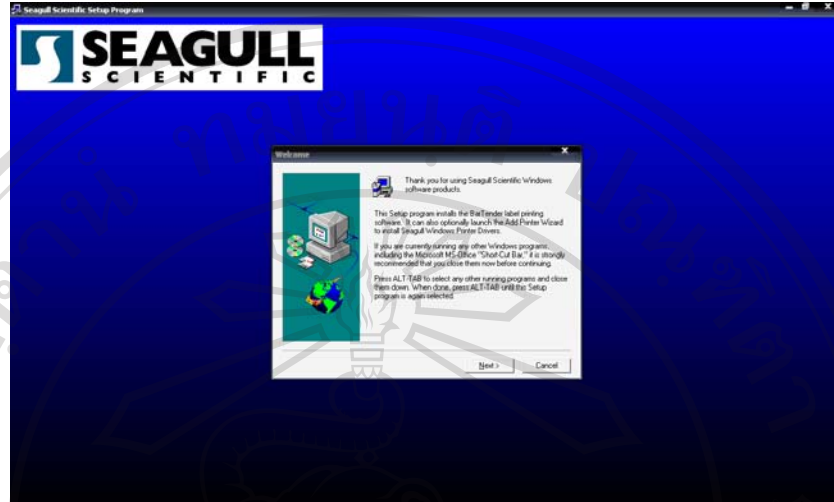 Seagull Scientific Setup Program
SEAGULL
SCIENTIFIC
Welcome
Thank you for using Seagull Scientific Windows
software products.
This Setup program installs the BarTender label printing
software. It can also optionally launch the Add Printer Wizard
to install Seagull Windows Printer Drivers.
If you are currently running any other Windows programs,
including the Microsoft MS-Office "Short-Cut Bar," it is strongly
recommended that you close them now before continuing.
Press ALT-TAB to select any other running programs and close
them down. When done, press ALT-TAB until this Setup
program is again selected.
Next >
Cancel